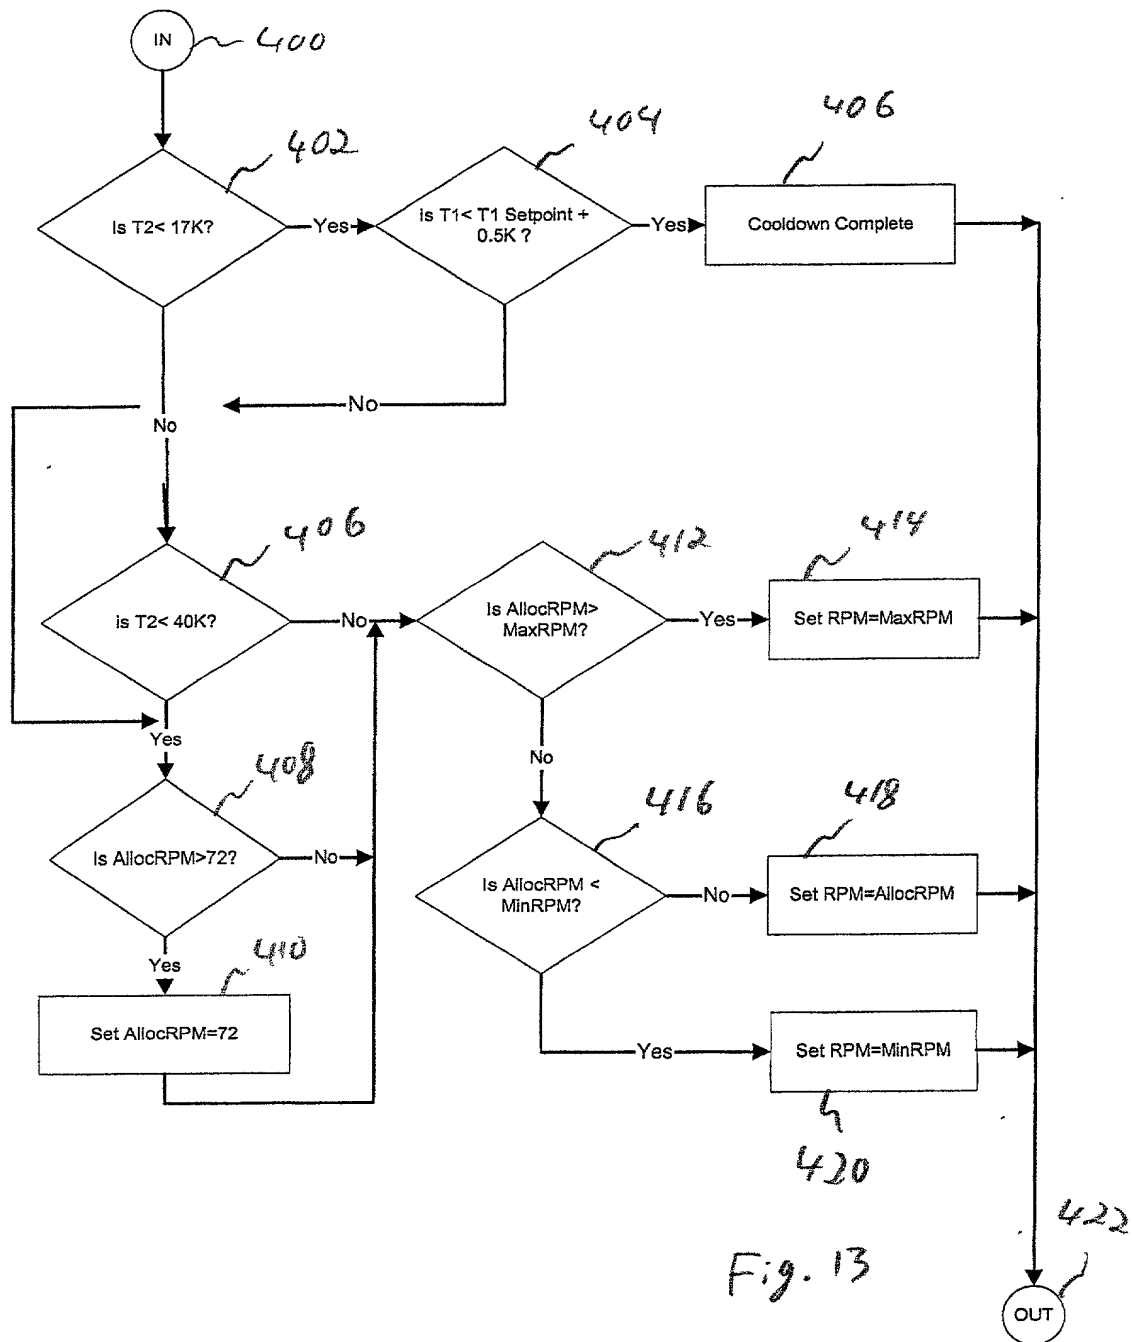 IN
400
402
404
406
Is T2< 17K?
Yes
is T1< T1 Setpoint +
0.5K ?
Yes
Cooldown Complete
No
No
406
412
414
is T2< 40K?
No
Is AllocRPM>
MaxRPM?
Yes
Set RPM=MaxRPM
Yes
No
408
416
418
Is AllocRPM>72?
No
Is AllocRPM <
MinRPM?
No
Set RPM=AllocRPM
Yes
410
Set AllocRPM=72
Yes
Set RPM=MinRPM
420
422
Fig. 13
OUT